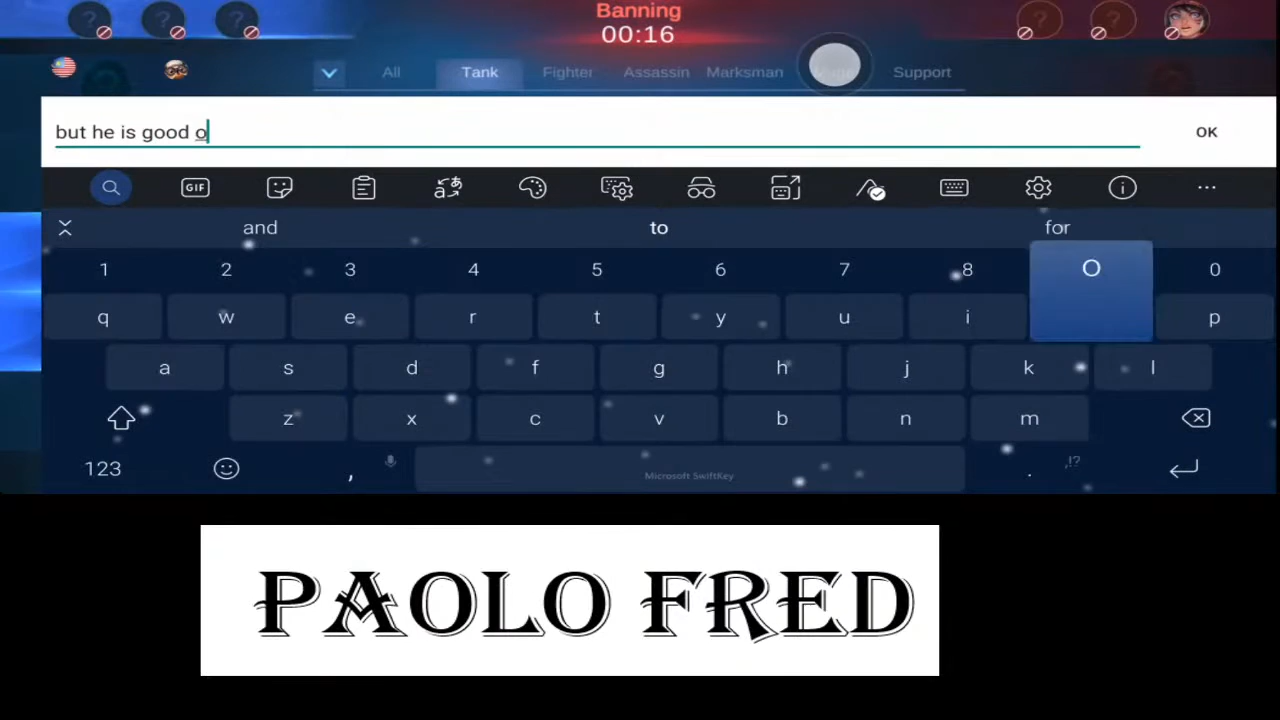 Banning
00:16
All Tank Fighter Assassin Marksman Support
but he is good o OK
GIF
and to for
1 2 3 4 5 6 7 8 O 0
q w e r t y u i p
a s d f g h j k l
z x c v b n m
123 , Microsoft SwiftKey . ,!?
PAOLO FRED